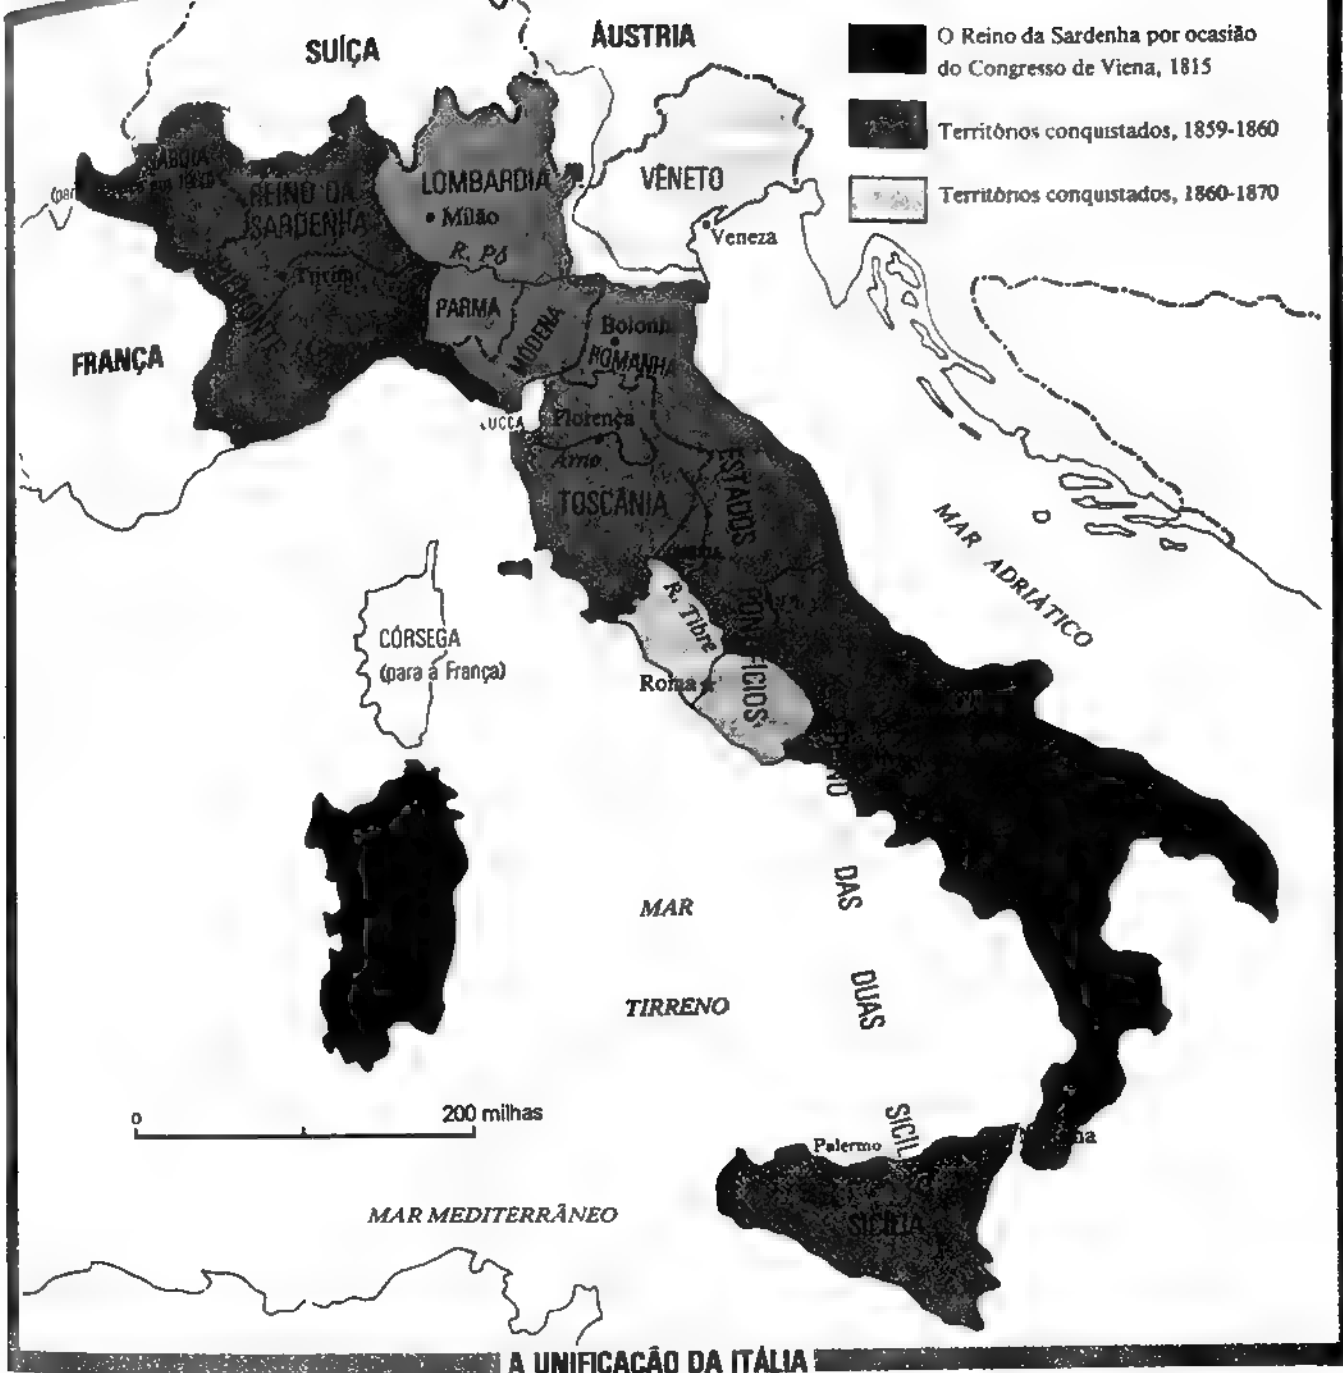 SUÍÇA
ÁUSTRIA
O Reino da Sardenha por ocasião
do Congresso de Viena, 1815
Territórios conquistados, 1859-1860
Territórios conquistados, 1860-1870
REINO DA
SARDENHA
LOMBARDIA
• Milão
R. Pó
VÊNETO
Veneza
PARMA
MÓDENA
ROMANHA
FRANÇA
LUCCA
Florença
Arno
TOSCÂNIA
ESTADOS
PONTIFÍCIOS
R. Tibre
Roma
MAR ADRIÁTICO
CÓRSEGA
(para a França)
DAS
DUAS
MAR
TIRRENO
0
200 milhas
Palermo
SICÍLIA
MAR MEDITERRÂNEO
A UNIFICAÇÃO DA ITÁLIA